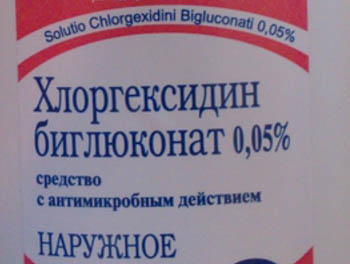 Solutio Chlorgexidini Bigluconati 0,05%
Хлоргексидин
биглюконат 0,05%
средство
с антимикробным действием
НАРУЖНОЕ